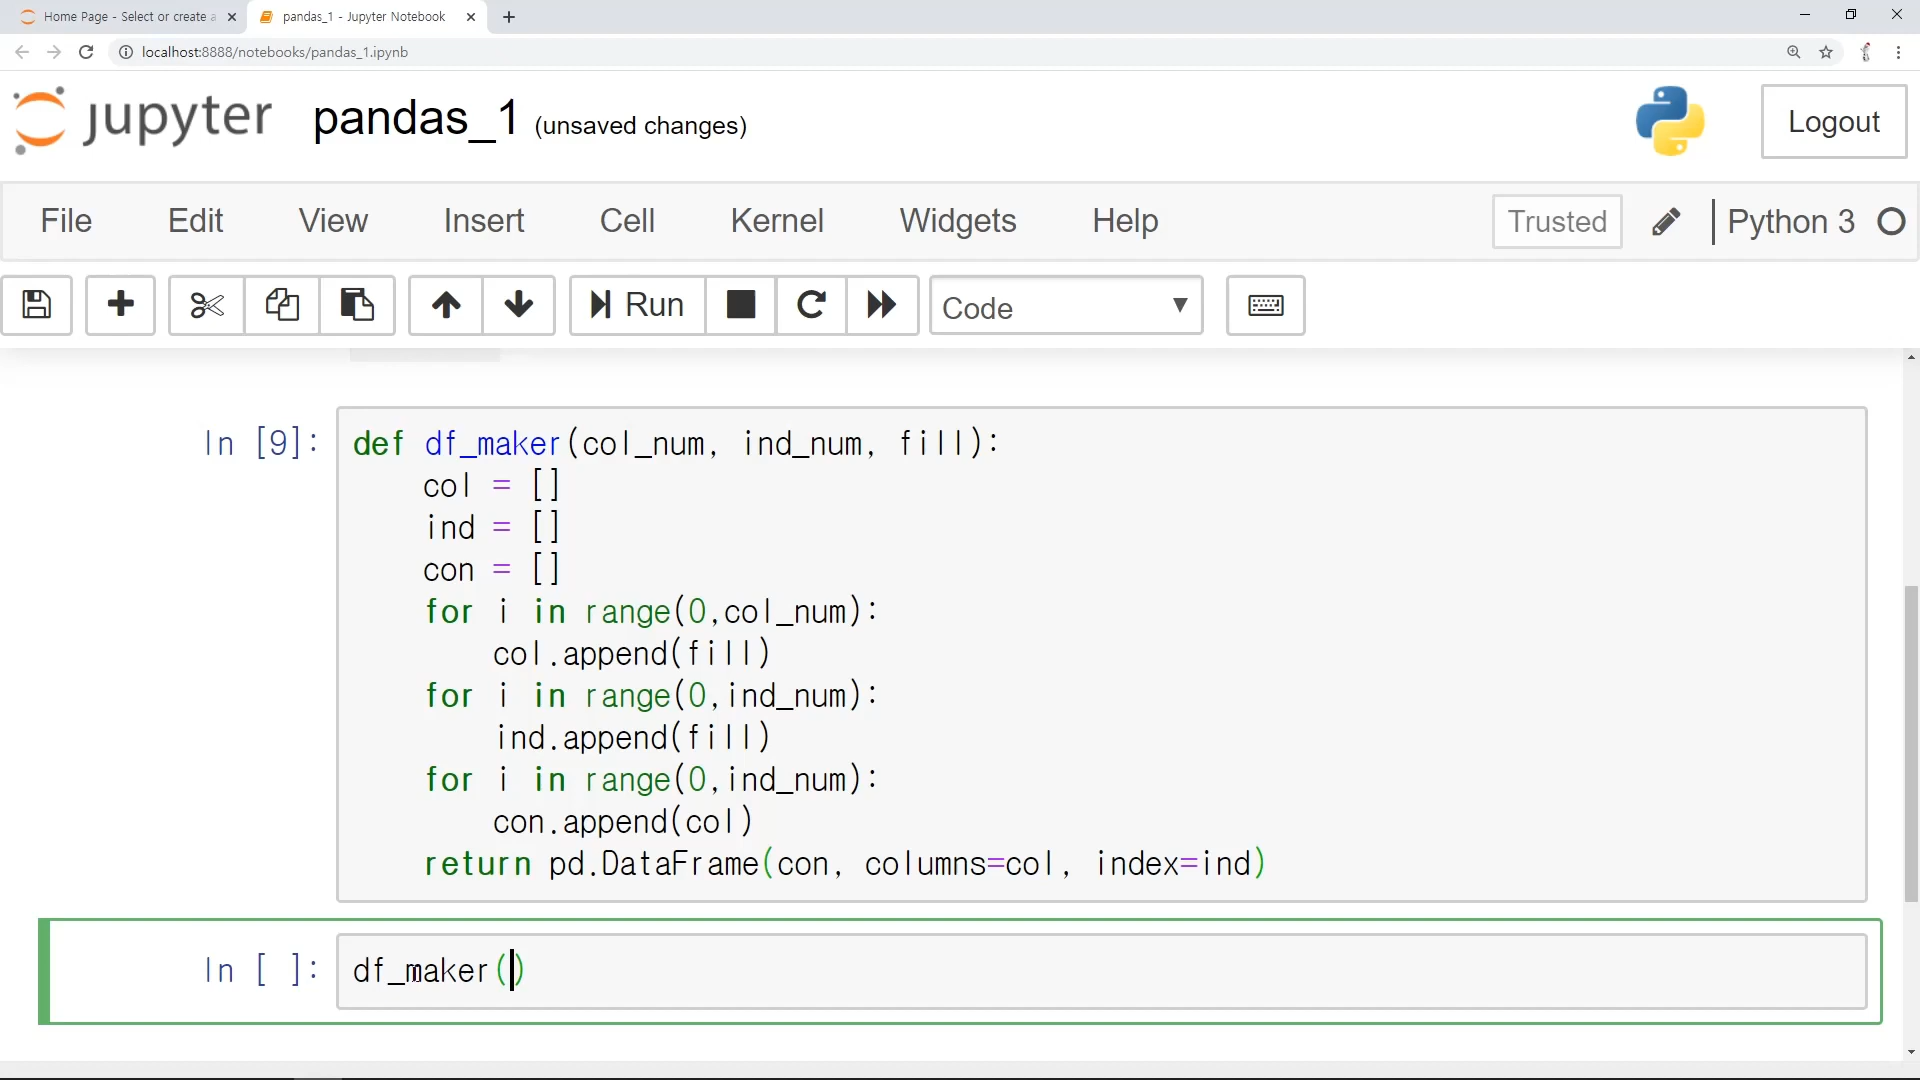 Home Page - Select or create a
pandas_1 - Jupyter Notebook
localhost:8888/notebooks/pandas_1.ipynb
jupyter pandas_1 (unsaved changes) Logout
File Edit View Insert Cell Kernel Widgets Help Trusted Python 3
Run Code
In [9]:
def df_maker(col_num, ind_num, fill):
    col = []
    ind = []
    con = []
    for i in range(0,col_num):
        col.append(fill)
    for i in range(0,ind_num):
        ind.append(fill)
    for i in range(0,ind_num):
        con.append(col)
    return pd.DataFrame(con, columns=col, index=ind)
In [ ]:
df_maker()